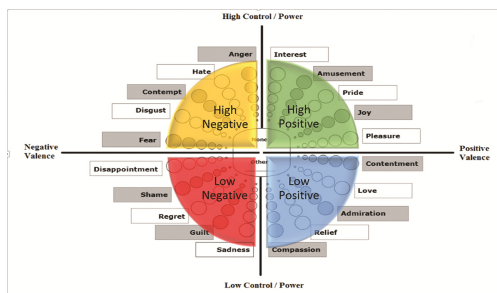 High Control / Power
Anger
Interest
Hate
Amusement
Contempt
Pride
Disgust
Joy
Fear
Pleasure
High
Negative
High
Positive
Negative
Valence
Positive
Valence
Other
Disappointment
Contentment
Shame
Love
Regret
Admiration
Guilt
Relief
Sadness
Compassion
Low
Negative
Low
Positive
Low Control / Power